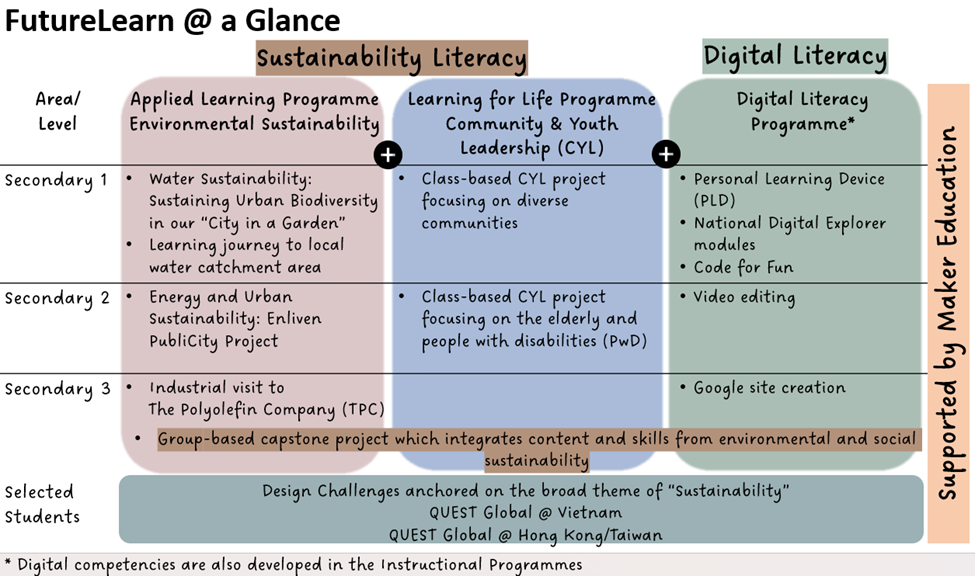 FutureLearn @ a Glance
Sustainability Literacy
Digital Literacy
Area/
Level
Applied Learning Programme
Environmental Sustainability
+
Learning for Life Programme
Community & Youth
Leadership (CYL)
+
Digital Literacy
Programme*
Secondary 1
• Water Sustainability:
Sustaining Urban Biodiversity
in our “City in a Garden”
• Learning journey to local
water catchment area
• Class-based CYL project
focusing on diverse
communities
• Personal Learning Device
(PLD)
• National Digital Explorer
modules
• Code for Fun
Secondary 2
• Energy and Urban
Sustainability: Enliven
PubliCity Project
• Class-based CYL project
focusing on the elderly and
people with disabilities (PwD)
• Video editing
Secondary 3
• Industrial visit to
The Polyolefin Company (TPC)
• Google site creation
• Group-based capstone project which integrates content and skills from environmental and social
sustainability
Selected
Students
Design Challenges anchored on the broad theme of “Sustainability”
QUEST Global @ Vietnam
QUEST Global @ Hong Kong/Taiwan
Supported by Maker Education
* Digital competencies are also developed in the Instructional Programmes